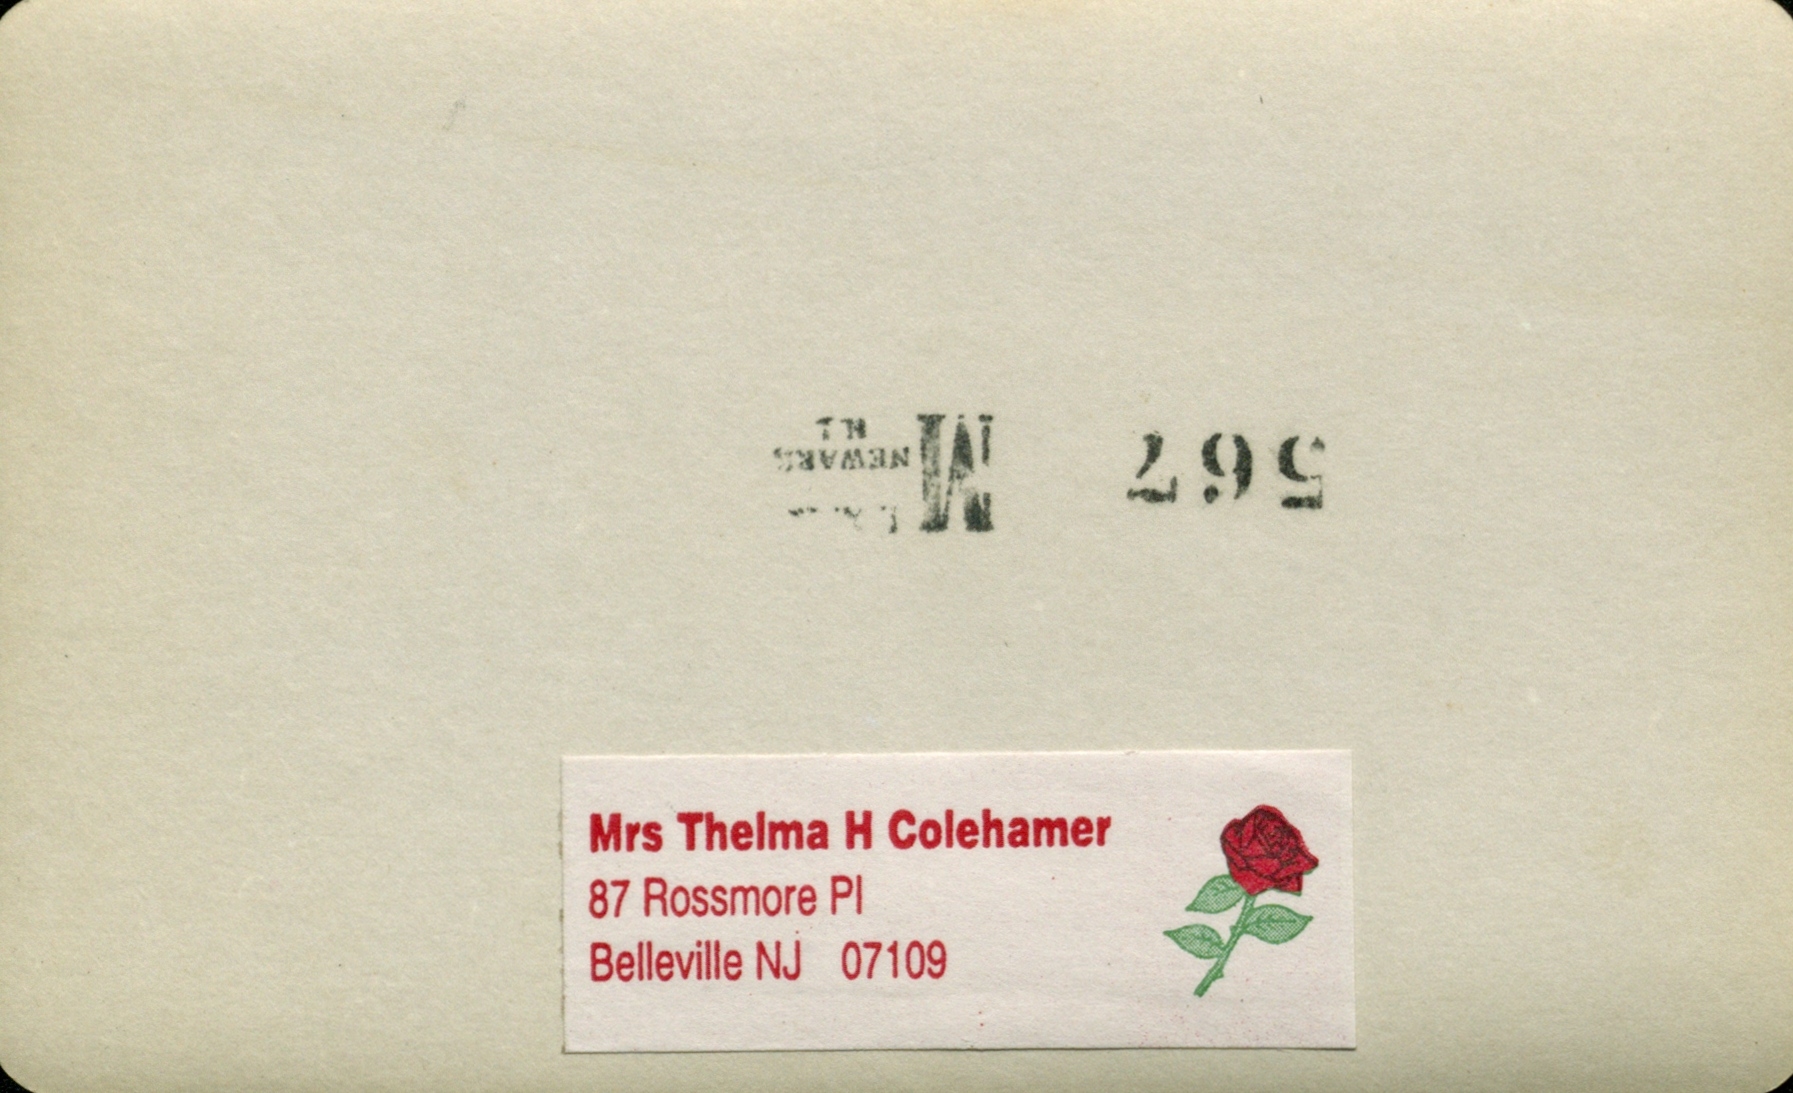 567 M
NEWARK
N.J.
Mrs Thelma H Colehamer
87 Rossmore Pl
Belleville NJ 07109